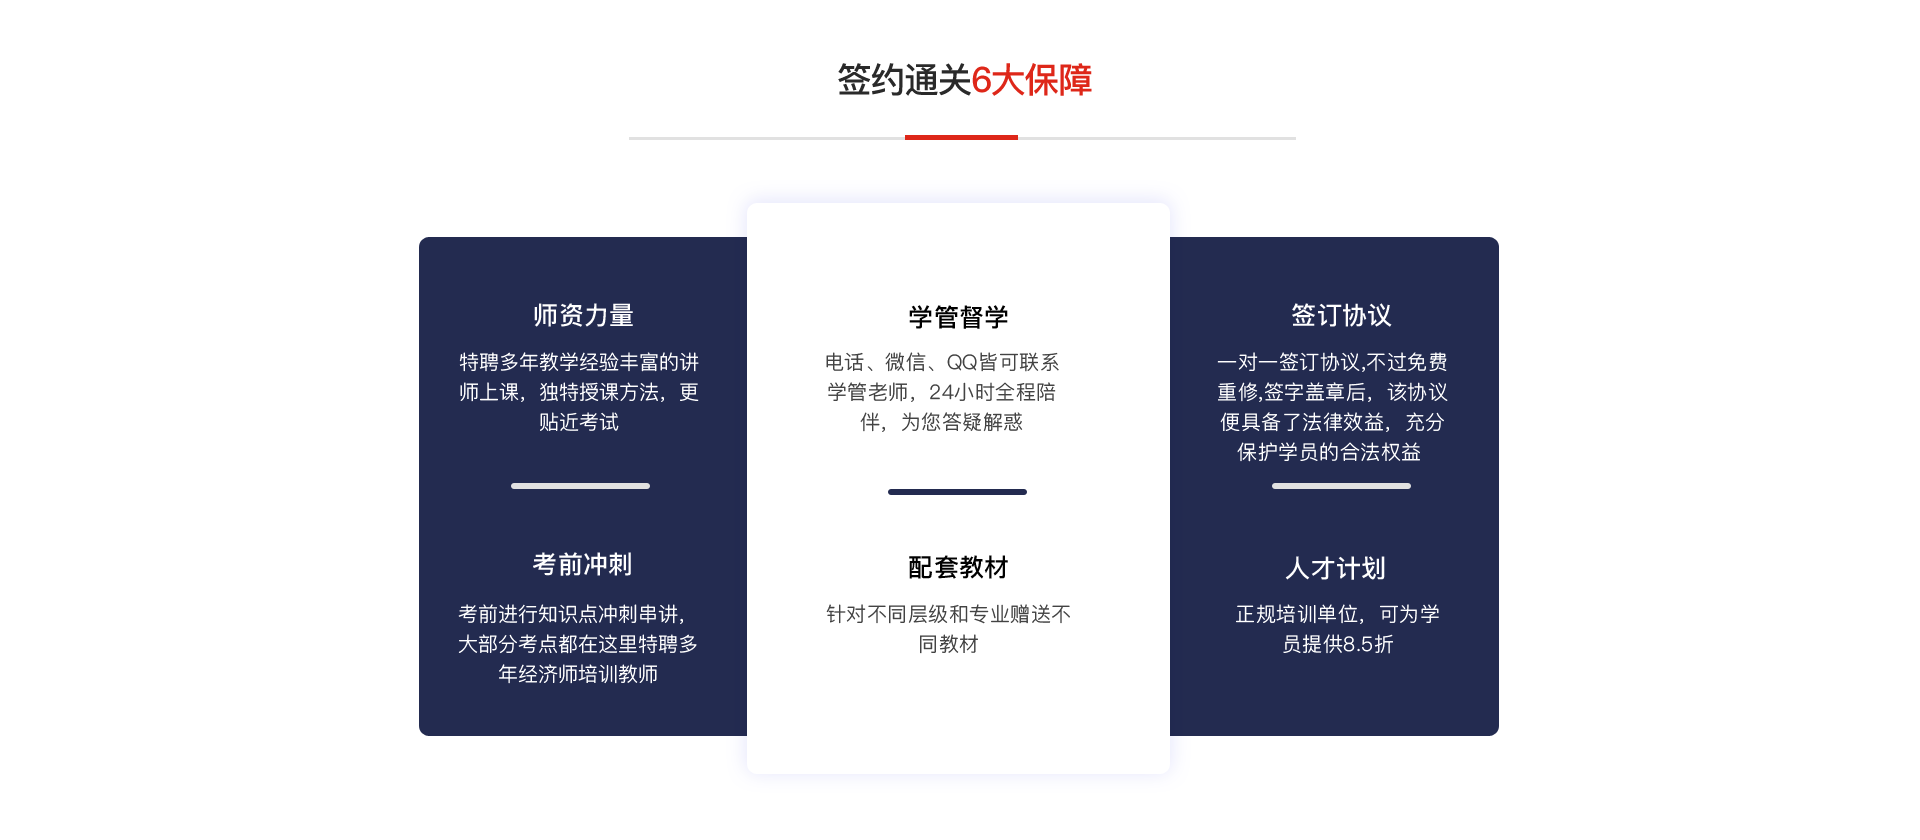 签约通关6大保障
师资力量
特聘多年教学经验丰富的讲
师上课，独特授课方法，更
贴近考试
考前冲刺
考前进行知识点冲刺串讲，
大部分考点都在这里特聘多
年经济师培训教师
学管督学
电话、微信、QQ皆可联系
学管老师，24小时全程陪
伴，为您答疑解惑
配套教材
针对不同层级和专业赠送不
同教材
签订协议
一对一签订协议,不过免费
重修,签字盖章后，该协议
便具备了法律效益，充分
保护学员的合法权益
人才计划
正规培训单位，可为学
员提供8.5折